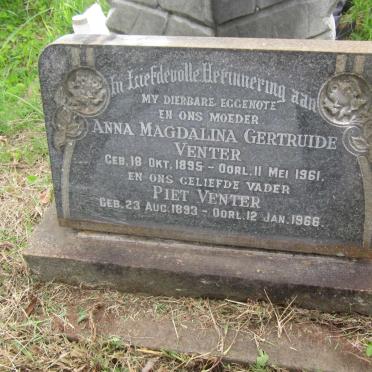 In Liefdevolle Herinnering aan
MY DIERBARE EGGENOTE
EN ONS MOEDER
ANNA MAGDALINA GERTRUIDE
VENTER
GEB. 18 OKT. 1895 - OORL. 11 MEI 1961.
EN ONS GELIEFDE VADER
PIET VENTER
GEB. 23 AUG. 1893 - OORL. 12 JAN. 1966.